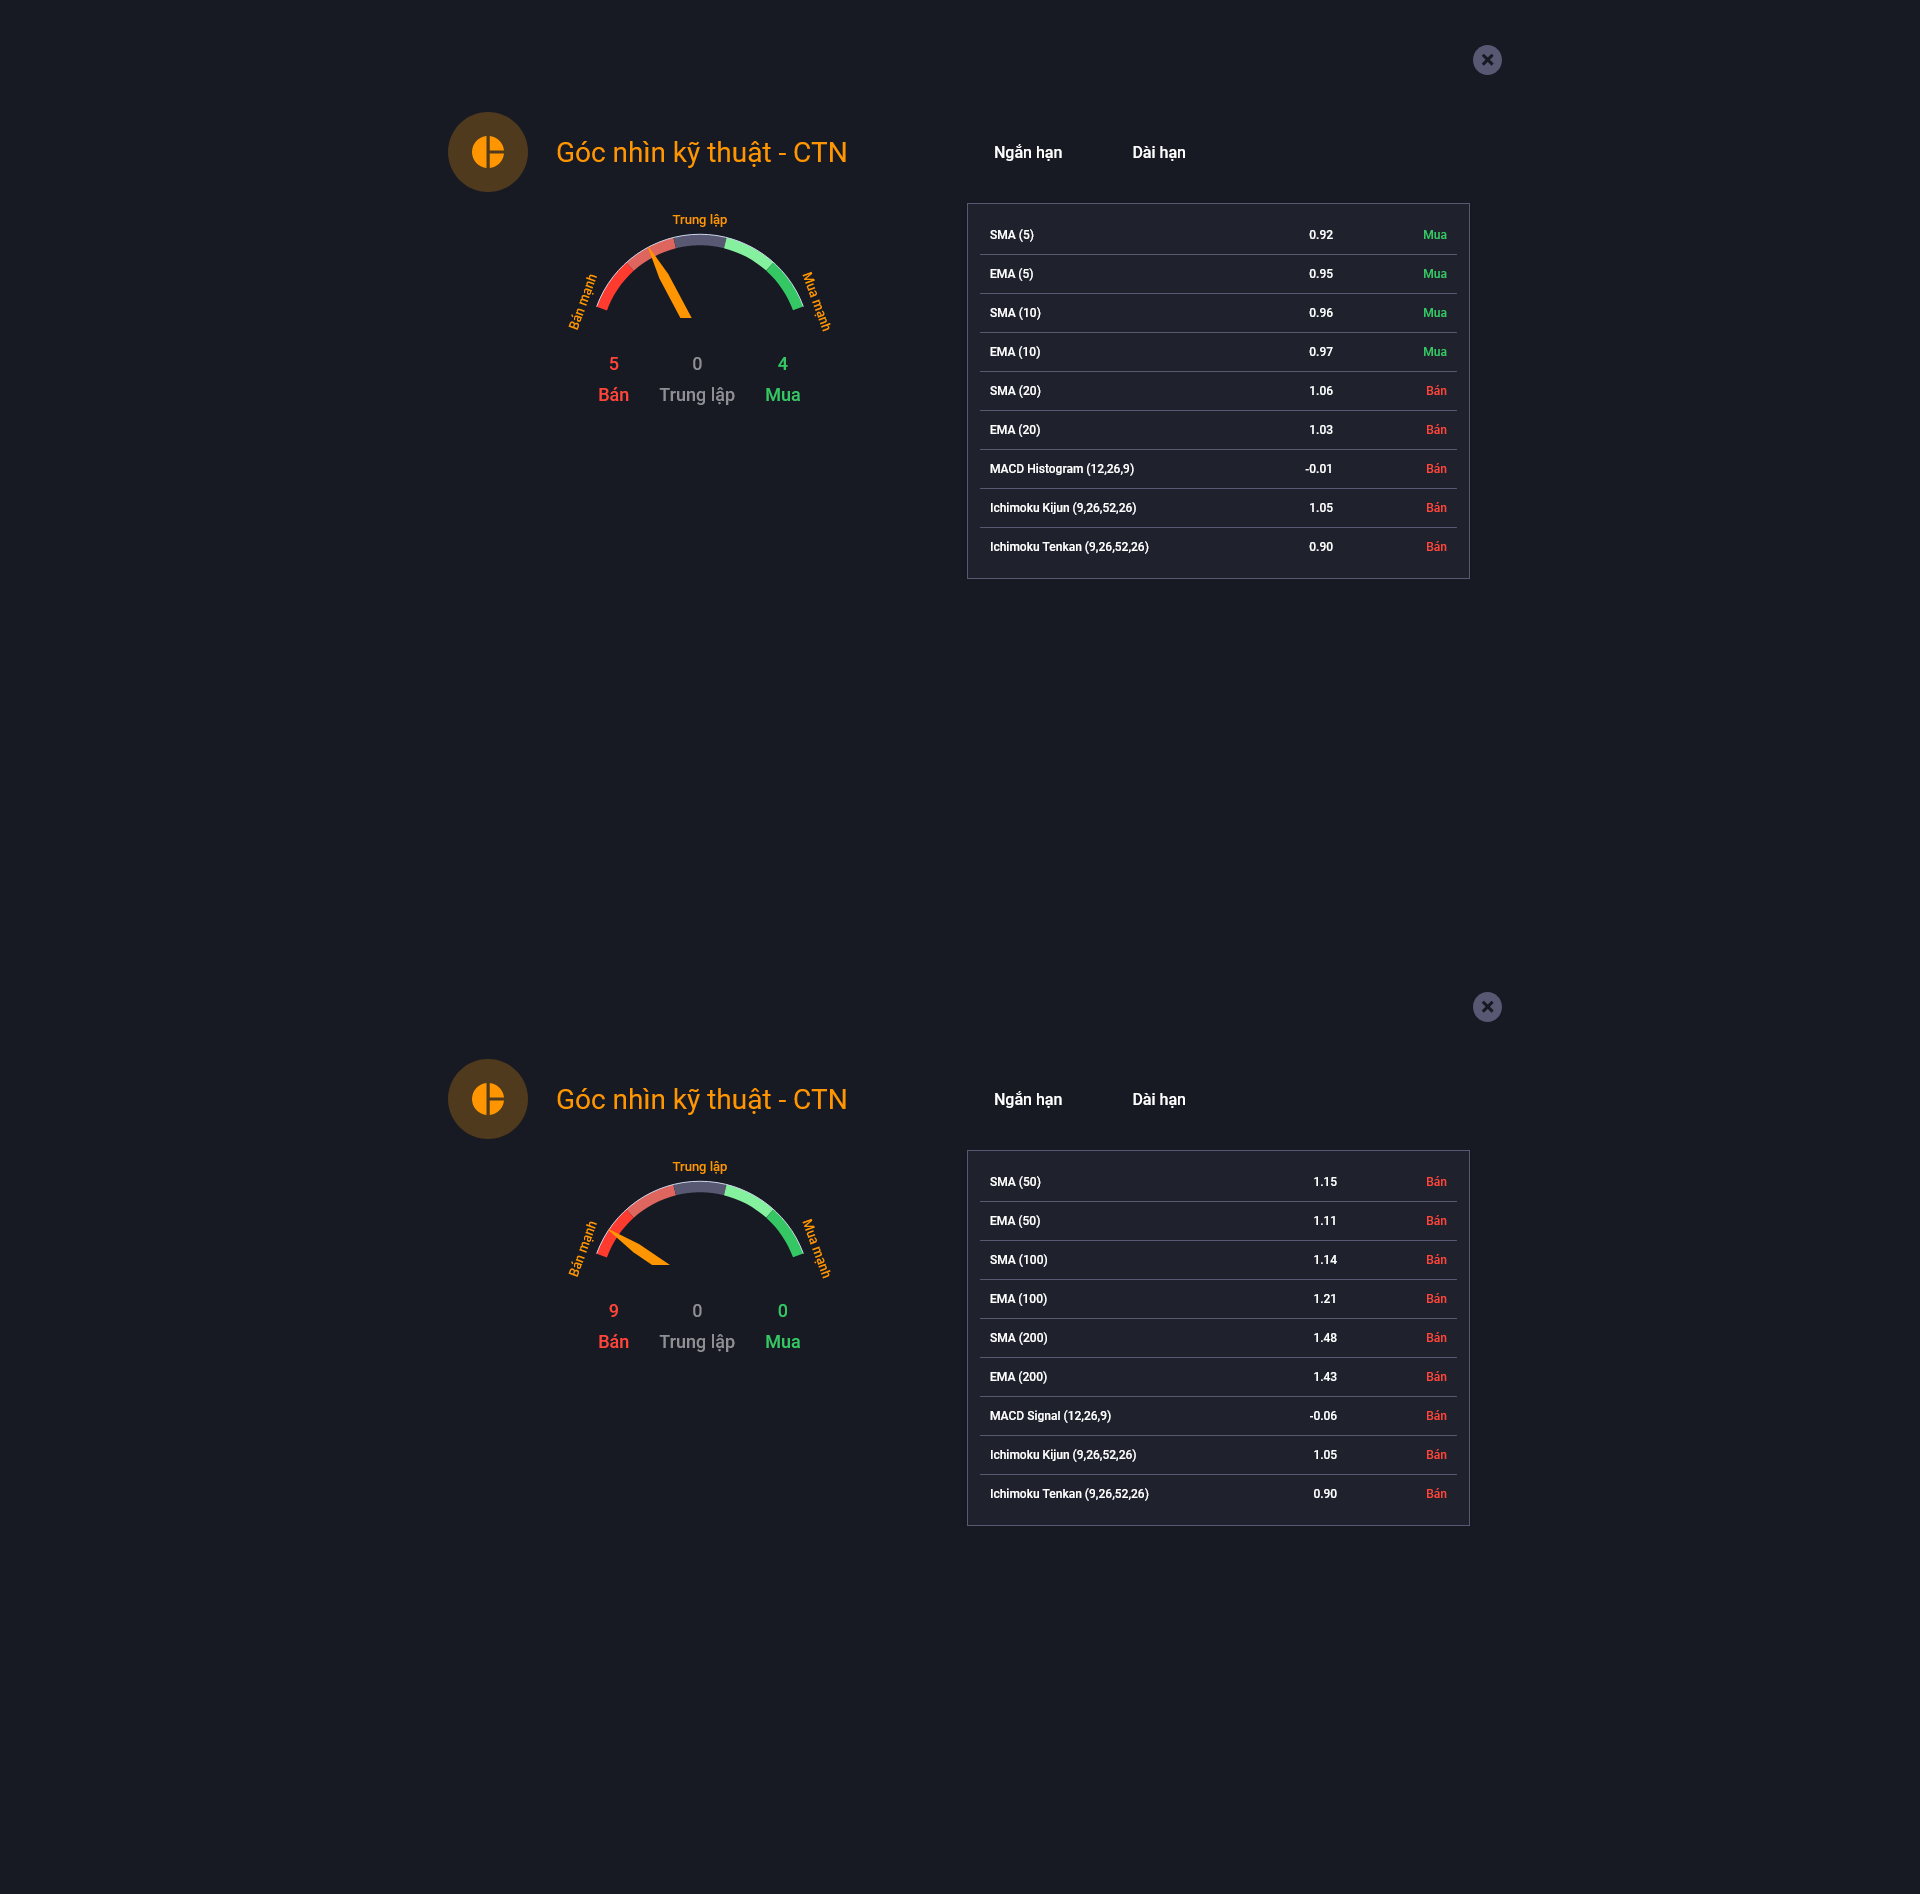 Góc nhìn kỹ thuật - CTN
Ngắn hạn Dài hạn
Trung lập
Bán mạnh
Mua mạnh
5 0 4
Bán Trung lập Mua
SMA (5) 0.92 Mua
EMA (5) 0.95 Mua
SMA (10) 0.96 Mua
EMA (10) 0.97 Mua
SMA (20) 1.06 Bán
EMA (20) 1.03 Bán
MACD Histogram (12,26,9) -0.01 Bán
Ichimoku Kijun (9,26,52,26) 1.05 Bán
Ichimoku Tenkan (9,26,52,26) 0.90 Bán
Góc nhìn kỹ thuật - CTN
Ngắn hạn Dài hạn
Trung lập
Bán mạnh
Mua mạnh
9 0 0
Bán Trung lập Mua
SMA (50) 1.15 Bán
EMA (50) 1.11 Bán
SMA (100) 1.14 Bán
EMA (100) 1.21 Bán
SMA (200) 1.48 Bán
EMA (200) 1.43 Bán
MACD Signal (12,26,9) -0.06 Bán
Ichimoku Kijun (9,26,52,26) 1.05 Bán
Ichimoku Tenkan (9,26,52,26) 0.90 Bán